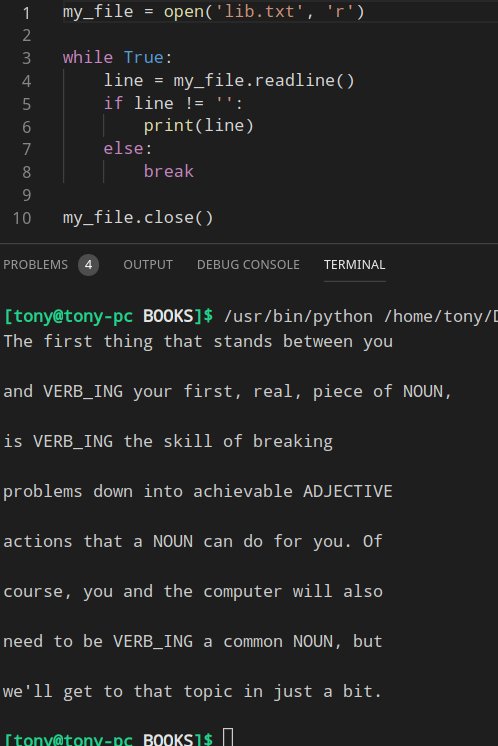 1 my_file = open('lib.txt', 'r')
2
3 while True:
4 line = my_file.readline()
5 if line != '':
6 print(line)
7 else:
8 break
9
10 my_file.close()
PROBLEMS 4 OUTPUT DEBUG CONSOLE TERMINAL
[tony@tony-pc BOOKS]$ /usr/bin/python /home/tony/
The first thing that stands between you
and VERB_ING your first, real, piece of NOUN,
is VERB_ING the skill of breaking
problems down into achievable ADJECTIVE
actions that a NOUN can do for you. Of
course, you and the computer will also
need to be VERB_ING a common NOUN, but
we'll get to that topic in just a bit.
[tony@tony-pc BOOKS]$